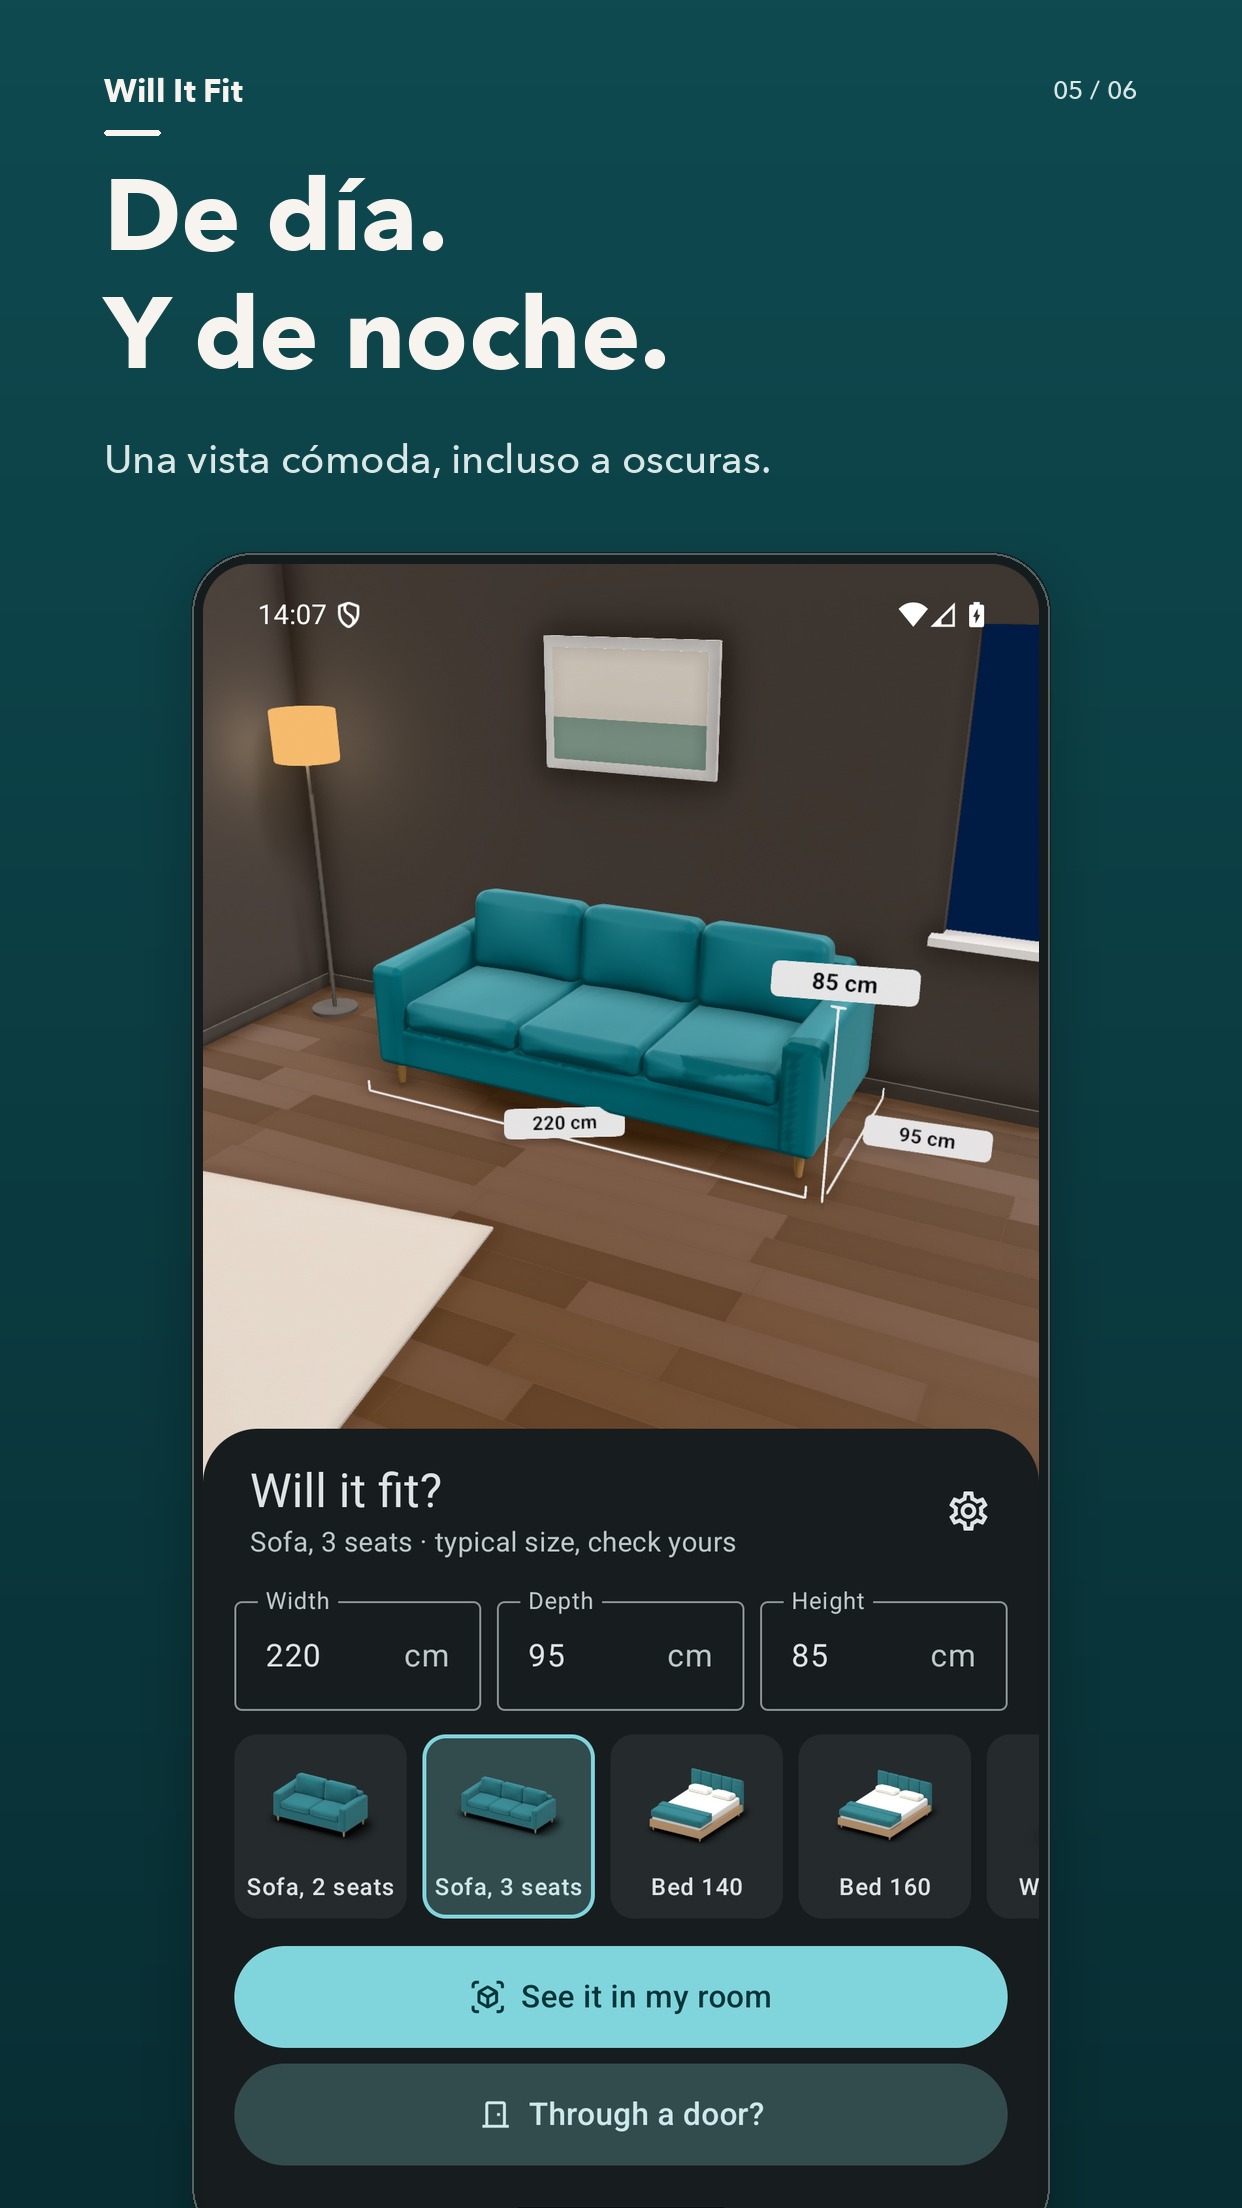 Will It Fit
05 / 06
De día.
Y de noche.
Una vista cómoda, incluso a oscuras.
14:07
85 cm
220 cm
95 cm
Will it fit?
Sofa, 3 seats · typical size, check yours
Width
Depth
Height
220 cm
95 cm
85 cm
Sofa, 2 seats
Sofa, 3 seats
Bed 140
Bed 160
W
See it in my room
Through a door?